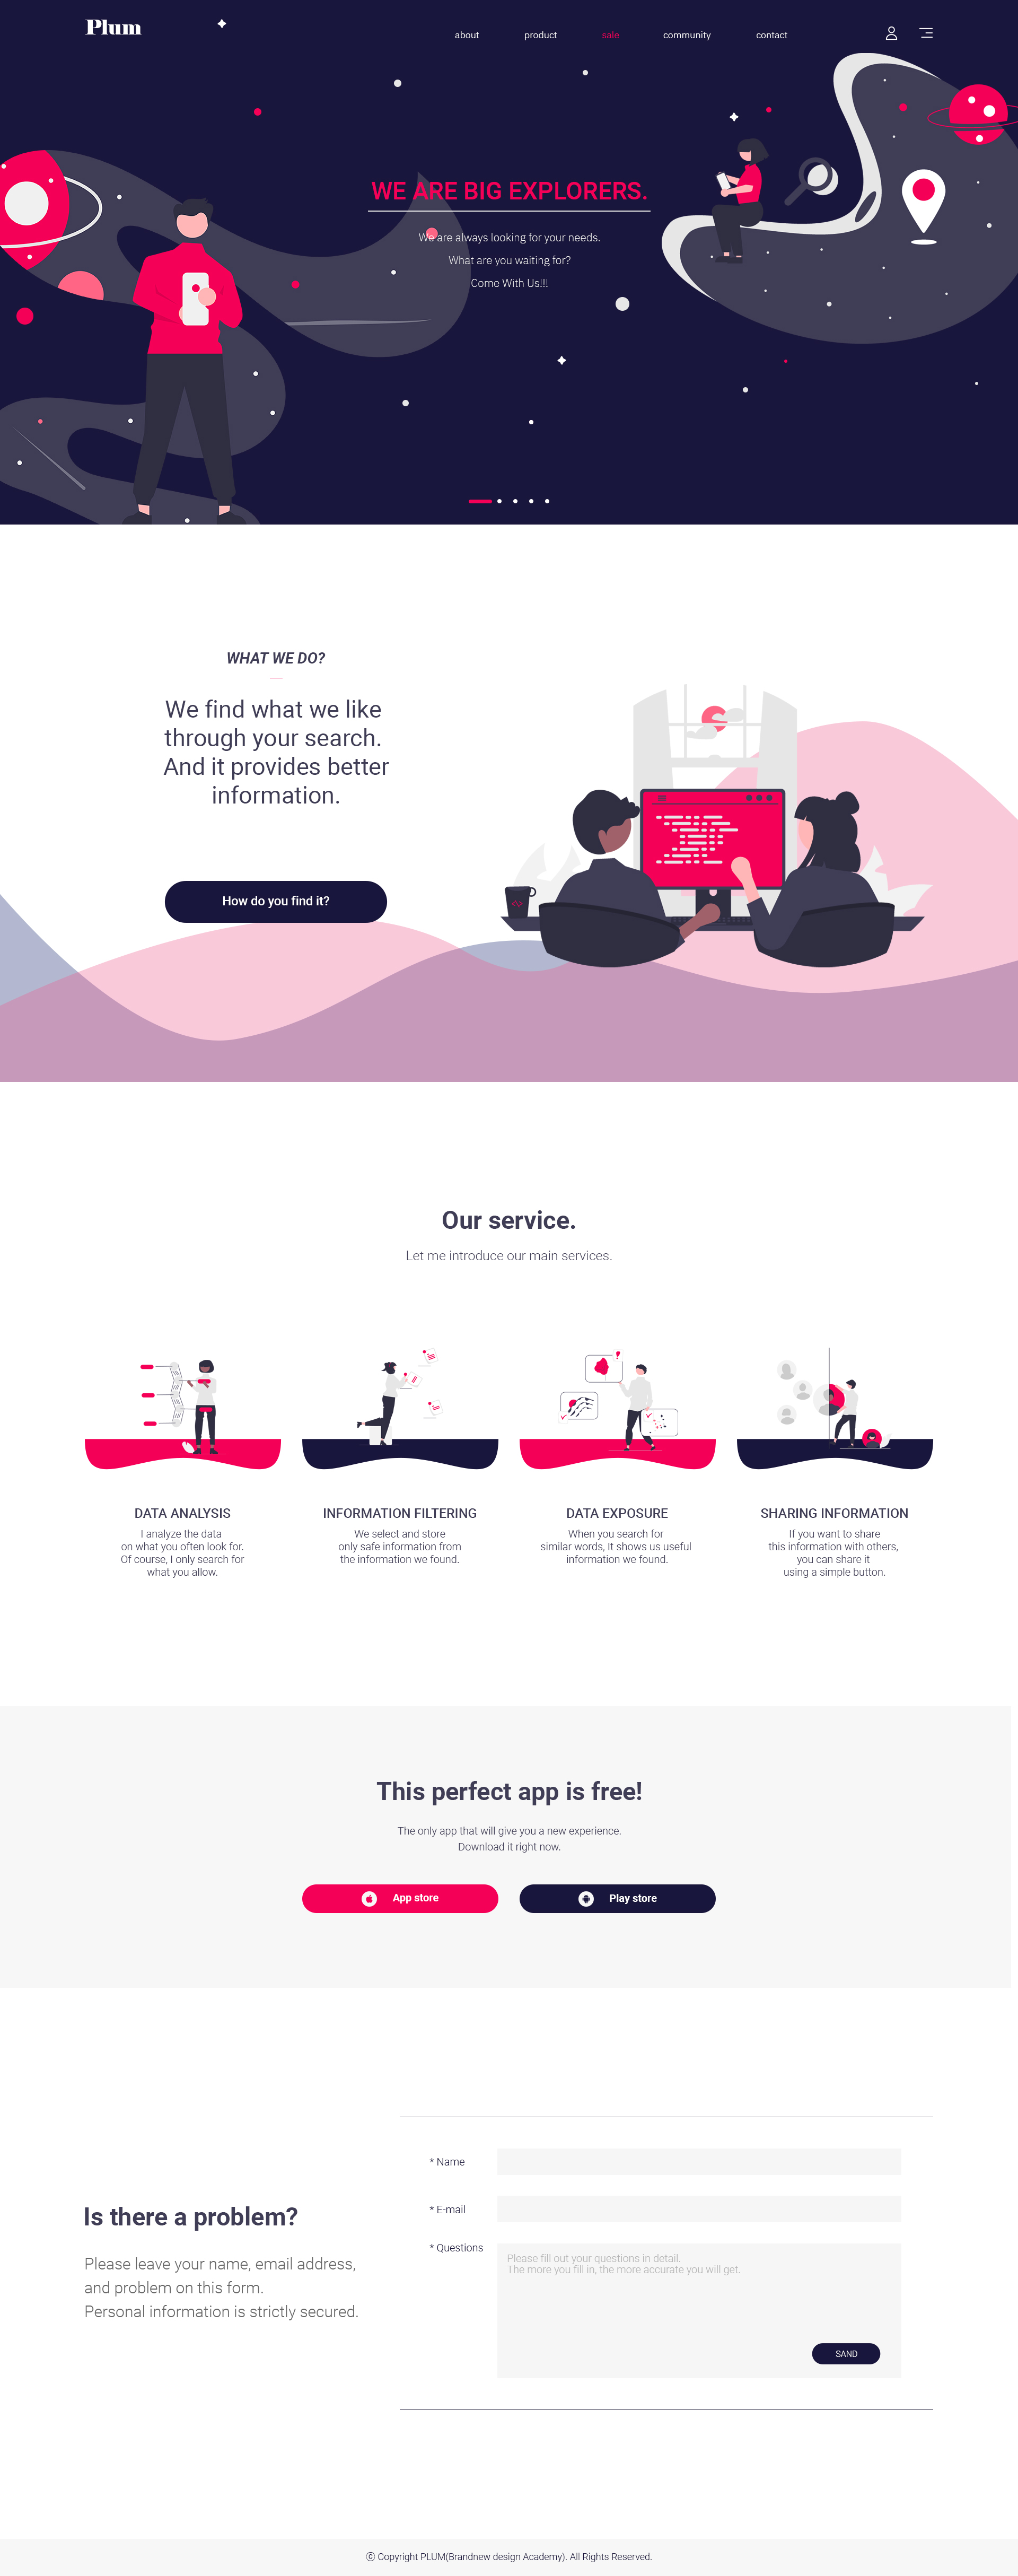 Plum
about product sale community contact
WE ARE BIG EXPLORERS.
We are always looking for your needs.
What are you waiting for?
Come With Us!!!
WHAT WE DO?
We find what we like
through your search.
And it provides better
information.
How do you find it?
Our service.
Let me introduce our main services.
DATA ANALYSIS
I analyze the data
on what you often look for.
Of course, I only search for
what you allow.
INFORMATION FILTERING
We select and store
only safe information from
the information we found.
DATA EXPOSURE
When you search for
similar words, It shows us useful
information we found.
SHARING INFORMATION
If you want to share
this information with others,
you can share it
using a simple button.
This perfect app is free!
The only app that will give you a new experience.
Download it right now.
App store
Play store
Is there a problem?
Please leave your name, email address,
and problem on this form.
Personal information is strictly secured.
* Name
* E-mail
* Questions
Please fill out your questions in detail.
The more you fill in, the more accurate you will get.
SAND
ⓒ Copyright PLUM(Brandnew design Academy). All Rights Reserved.